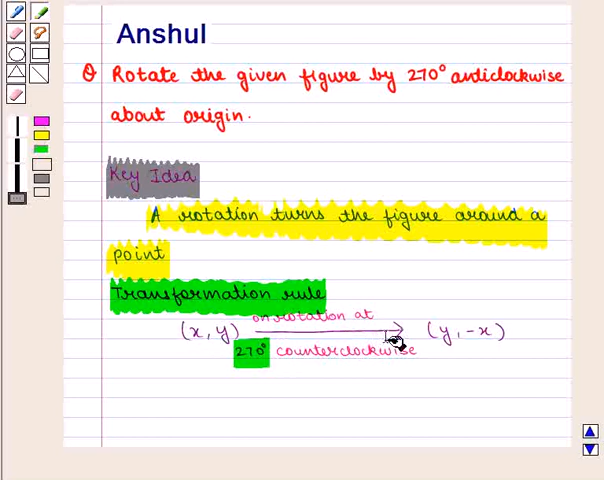 Anshul
Q Rotate the given figure by 270° anticlockwise
about origin.
Key Idea
A rotation turns the figure around a
point
Transformation rule
on rotation at
(x, y) (y, -x)
270° counterclockwise